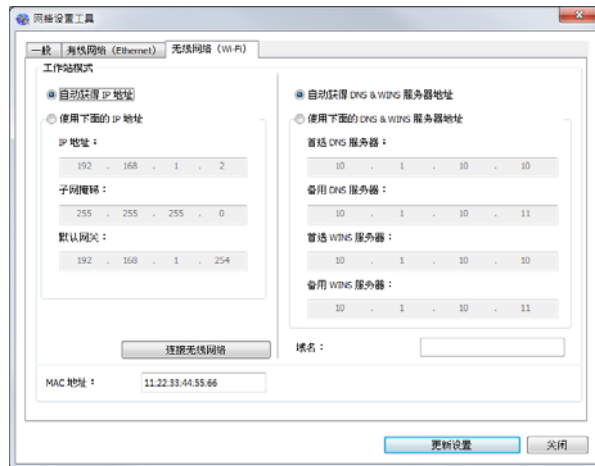 网络设置工具
一般 有线网络（Ethernet） 无线网络（Wi-Fi）
工作站模式
自动获得 IP 地址
使用下面的 IP 地址
IP 地址：
192 . 168 . 1 . 2
子网掩码：
255 . 255 . 255 . 0
默认网关：
192 . 168 . 1 . 254
连接无线网络
自动获得 DNS & WINS 服务器地址
使用下面的 DNS & WINS 服务器地址
首选 DNS 服务器：
10 . 1 . 10 . 10
备用 DNS 服务器：
10 . 1 . 10 . 11
首选 WINS 服务器：
10 . 1 . 10 . 10
备用 WINS 服务器：
10 . 1 . 10 . 11
域名：
MAC 地址： 11:22:33:44:55:66
更新设置 关闭